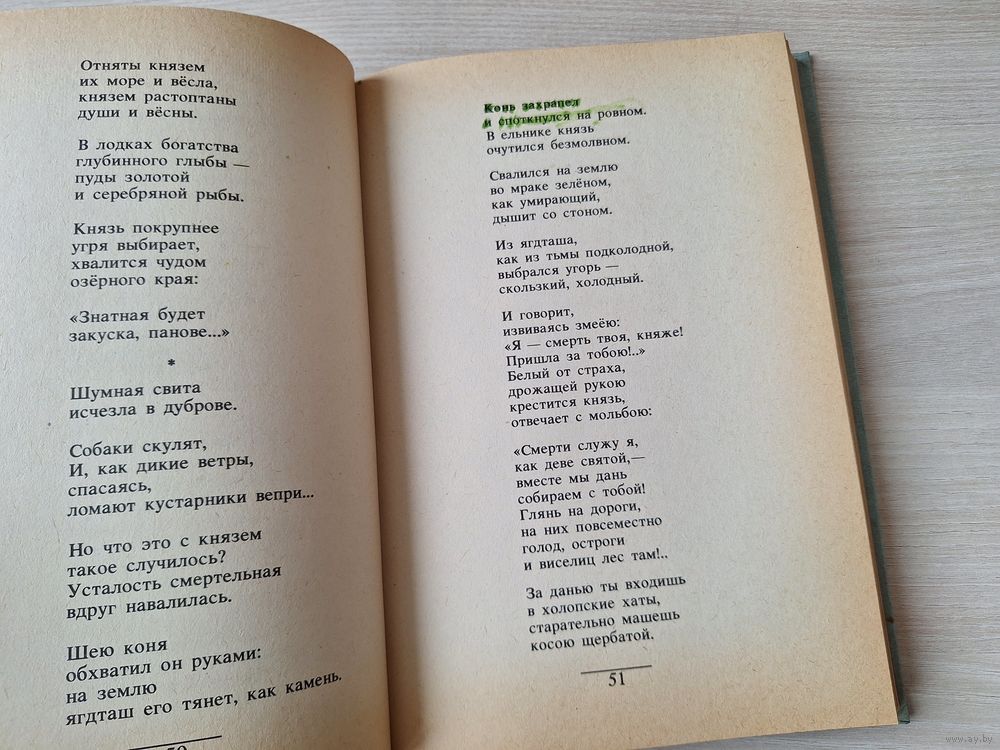 Отняты князем
их море и вёсла,
князем растоптаны
души и вёсны.
В лодках богатства
глубинного глыбы —
пуды золотой
и серебряной рыбы.
Князь покрупнее
угря выбирает,
хвалится чудом
озёрного края:
«Знатная будет
закуска, панове...»
*
Шумная свита
исчезла в дуброве.
Собаки скулят,
И, как дикие ветры,
спасаясь,
ломают кустарники вепри...
Но что это с князем
такое случилось?
Усталость смертельная
вдруг навалилась.
Шею коня
обхватил он руками:
на землю
ягдташ его тянет, как камень.
50
Конь захрапел
и споткнулся на ровном.
В ельнике князь
очутился безмолвном.
Свалился на землю
во мраке зелёном,
как умирающий,
дышит со стоном.
Из ягдташа,
как из тьмы подколодной,
выбрался угорь —
скользкий, холодный.
И говорит,
извиваясь змеёю:
«Я — смерть твоя, княже!
Пришла за тобою!..»
Белый от страха,
дрожащей рукою
крестится князь,
отвечает с мольбою:
«Смерти служу я,
как деве святой,—
вместе мы дань
собираем с тобой!
Глянь на дороги,
на них повсеместно
голод, остроги
и виселиц лес там!..
За данью ты входишь
в холопские хаты,
старательно машешь
косою щербатой.
51
www.ay.by